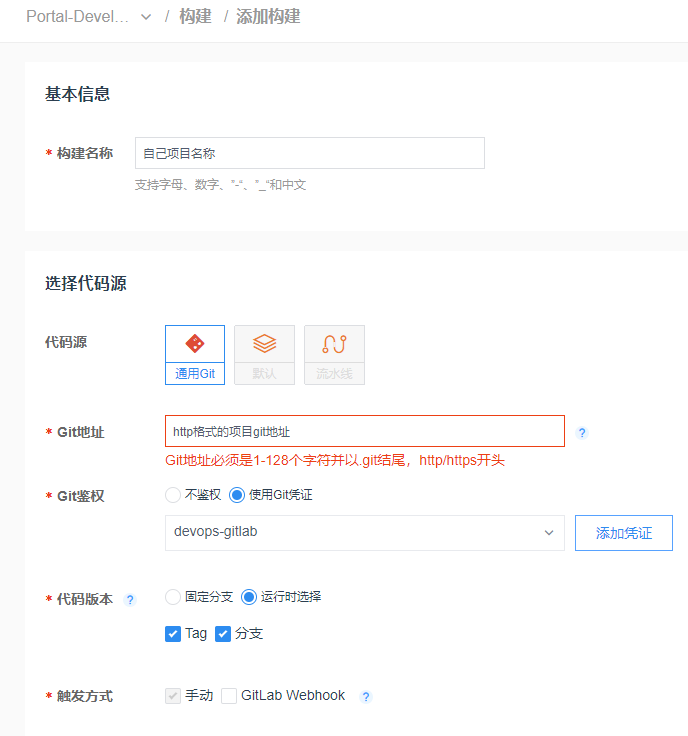 Portal-Devel... / 构建 / 添加构建
基本信息
* 构建名称 自己项目名称
支持字母、数字、"-“、"_“和中文
选择代码源
代码源
通用Git 默认 流水线
* Git地址 http格式的项目git地址 ?
Git地址必须是1-128个字符并以.git结尾，http/https开头
* Git鉴权 不鉴权 使用Git凭证
devops-gitlab 添加凭证
* 代码版本 ? 固定分支 运行时选择
Tag 分支
* 触发方式 手动 GitLab Webhook ?